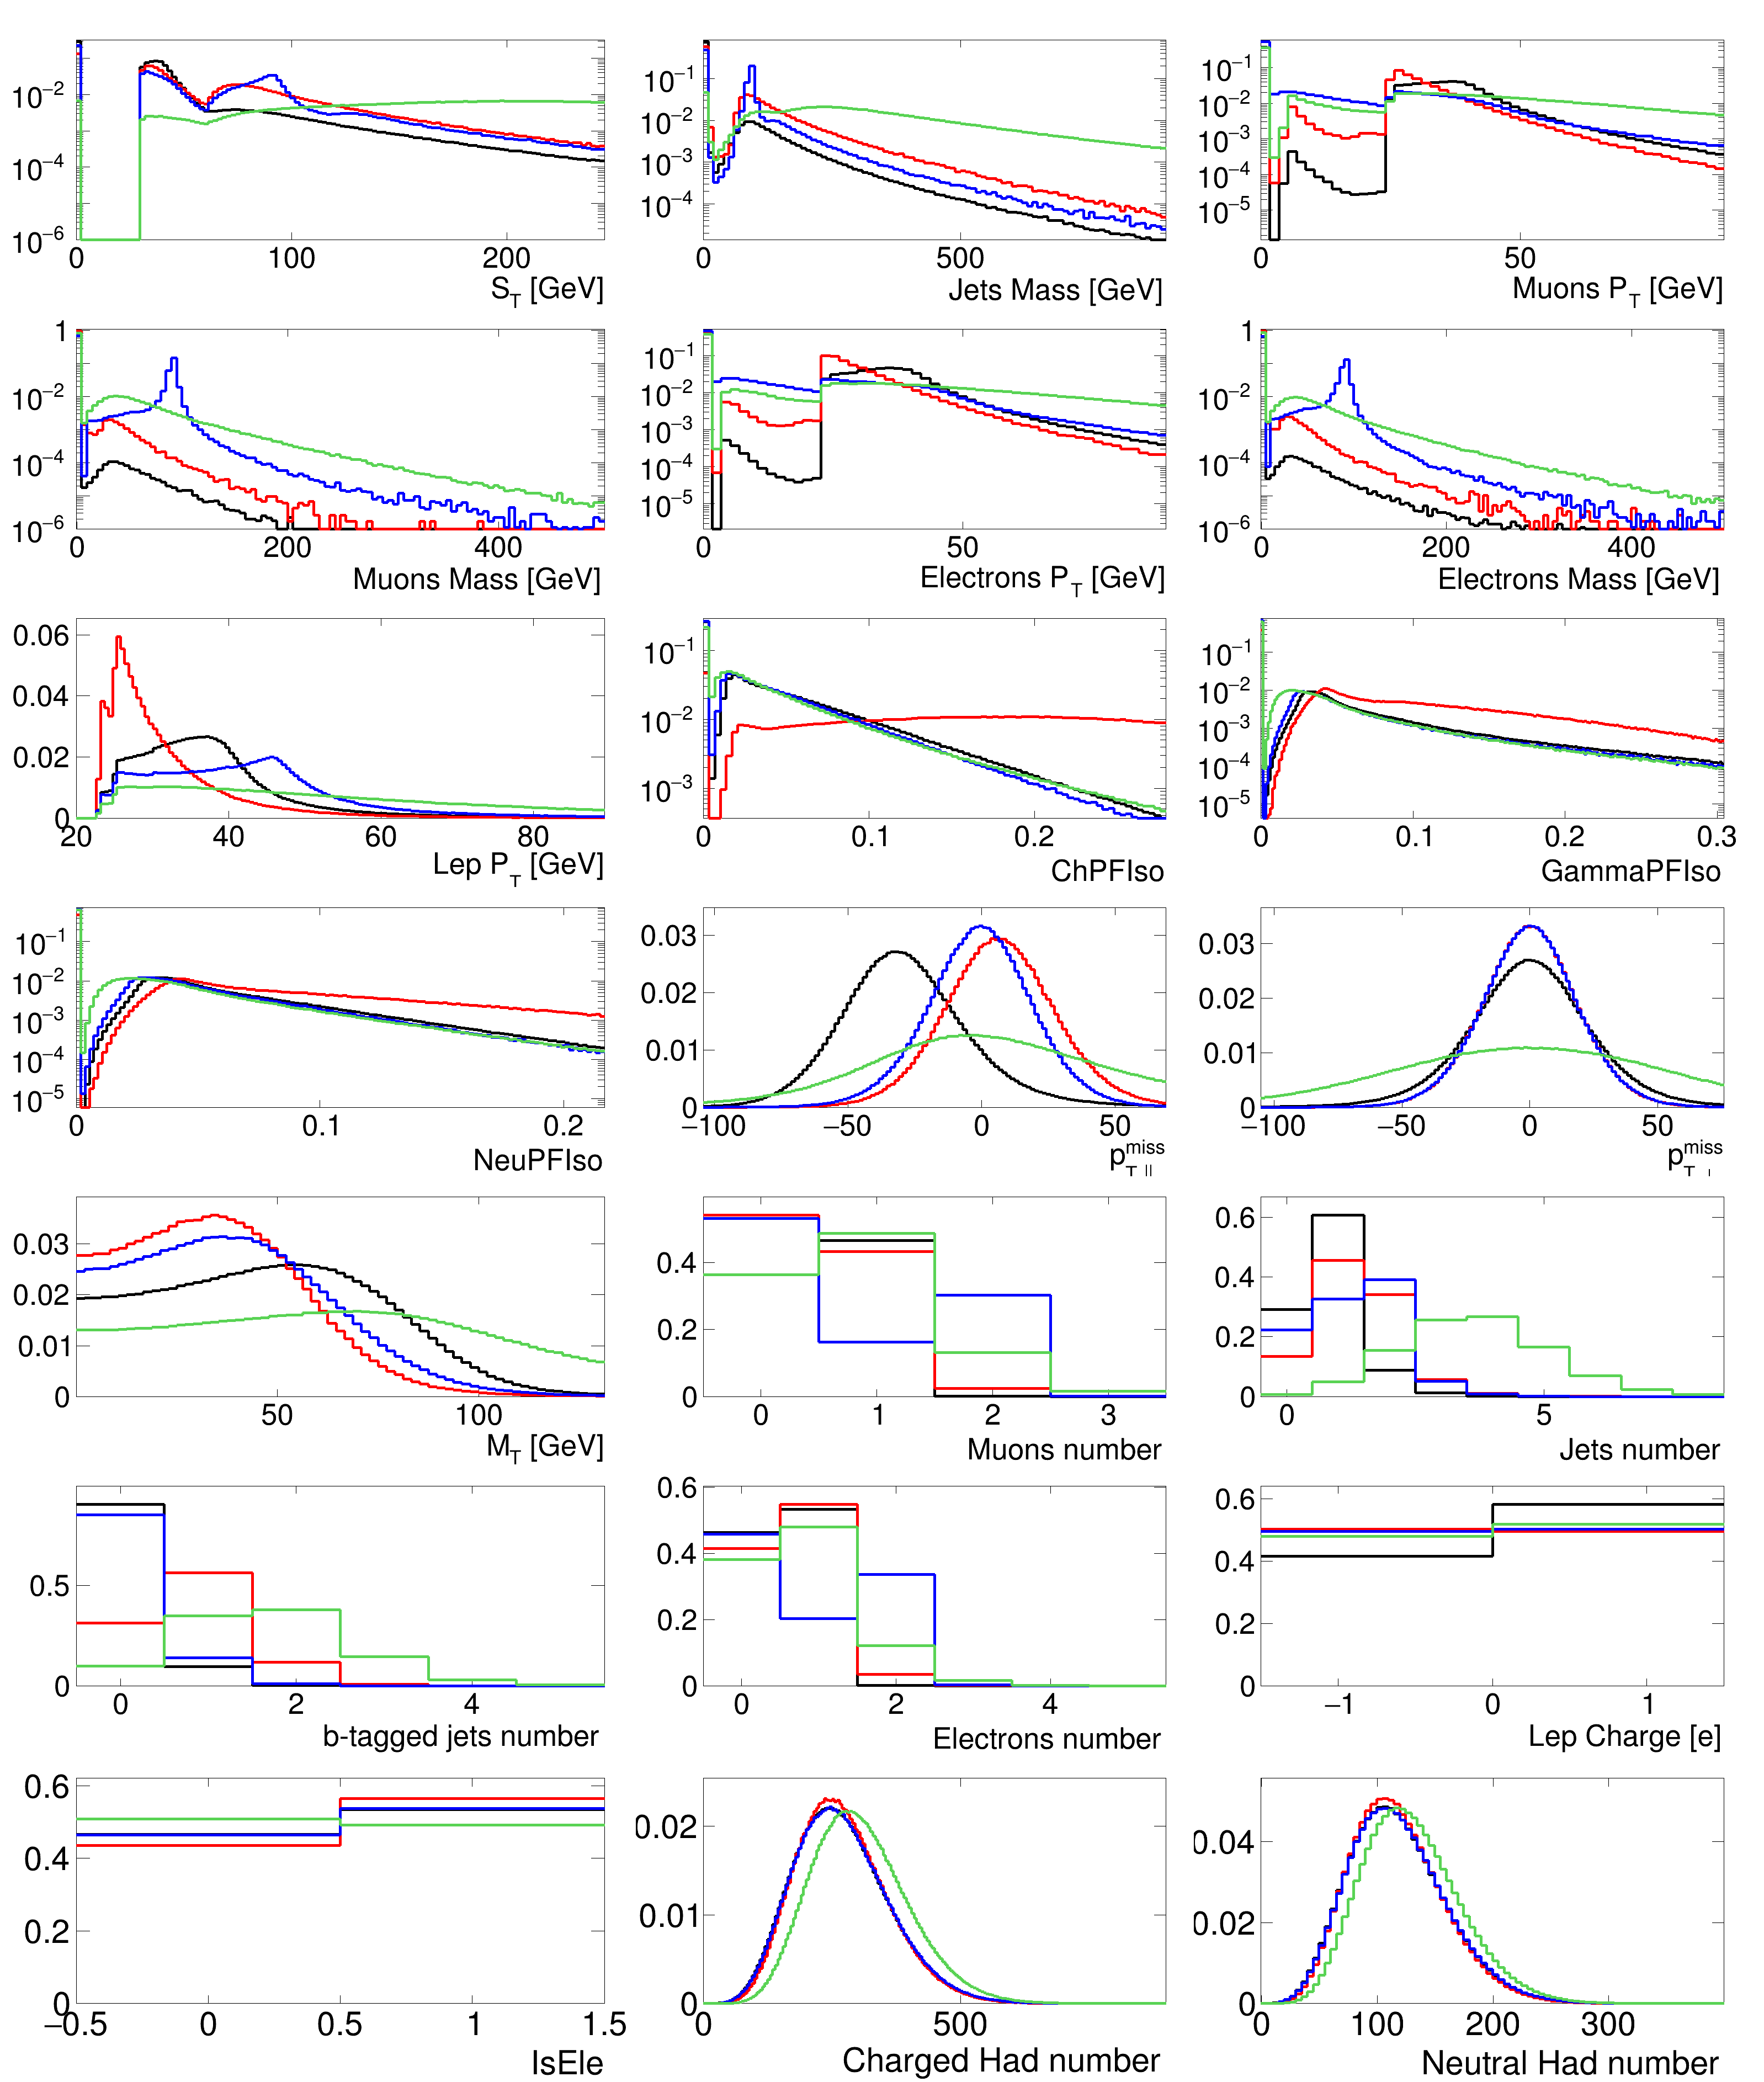 10⁻² 10⁻⁴ 10⁻⁶
0 100 200
S_T [GeV]
10⁻¹ 10⁻² 10⁻³ 10⁻⁴
0 500
Jets Mass [GeV]
10⁻¹ 10⁻² 10⁻³ 10⁻⁴ 10⁻⁵
50
Muons P_T [GeV]
1 10⁻² 10⁻⁴ 10⁻⁶
0 200 400
Muons Mass [GeV]
10⁻¹ 10⁻² 10⁻³ 10⁻⁴ 10⁻⁵
0 50
Electrons P_T [GeV]
1 10⁻² 10⁻⁴ 10⁻⁶
0 200 400
Electrons Mass [GeV]
0.06 0.04 0.02 0
20 40 60 80
Lep P_T [GeV]
10⁻¹ 10⁻² 10⁻³
0 0.1 0.2
ChPFIso
10⁻¹ 10⁻² 10⁻³ 10⁻⁴ 10⁻⁵
0 0.1 0.2 0.3
GammaPFIso
10⁻¹ 10⁻² 10⁻³ 10⁻⁴ 10⁻⁵
0 0.1 0.2
NeuPFIso
0.03 0.02 0.01 0
−100 −50 0 50
p_T ||^miss
0.03 0.02 0.01 0
−100 −50 0 50
p_T ⊥^miss
0.03 0.02 0.01 0
50 100
M_T [GeV]
0.4 0.2 0
0 1 2 3
Muons number
0.6 0.4 0.2 0
0 5
Jets number
0.5 0
0 2 4
b-tagged jets number
0.6 0.4 0.2 0
0 2 4
Electrons number
0.6 0.4 0.2 0
−1 0 1
Lep Charge [e]
0.6 0.4 0.2 0
−0.5 0 0.5 1 1.5
IsEle
0.02 0.01 0
0 500
Charged Had number
0.04 0.02 0
0 100 200 300
Neutral Had number